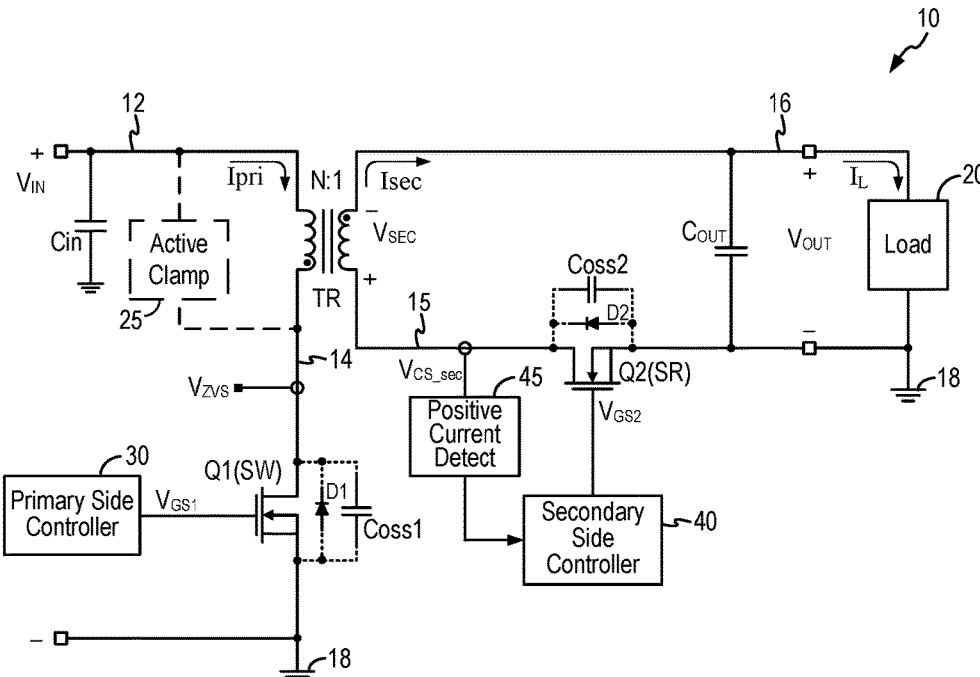 10
12
16
+
VIN
Cin
Ipri
N:1
Isec
−
VSEC
+
TR
Active
Clamp
25
COUT
+
VOUT
−
IL
20
Load
Coss2
D2
15
14
VZVS
VCS_sec
45
Q2(SR)
VGS2
Positive
Current
Detect
18
30
Primary Side
Controller
VGS1
Q1(SW)
D1
Coss1
Secondary
Side
Controller
40
−
18